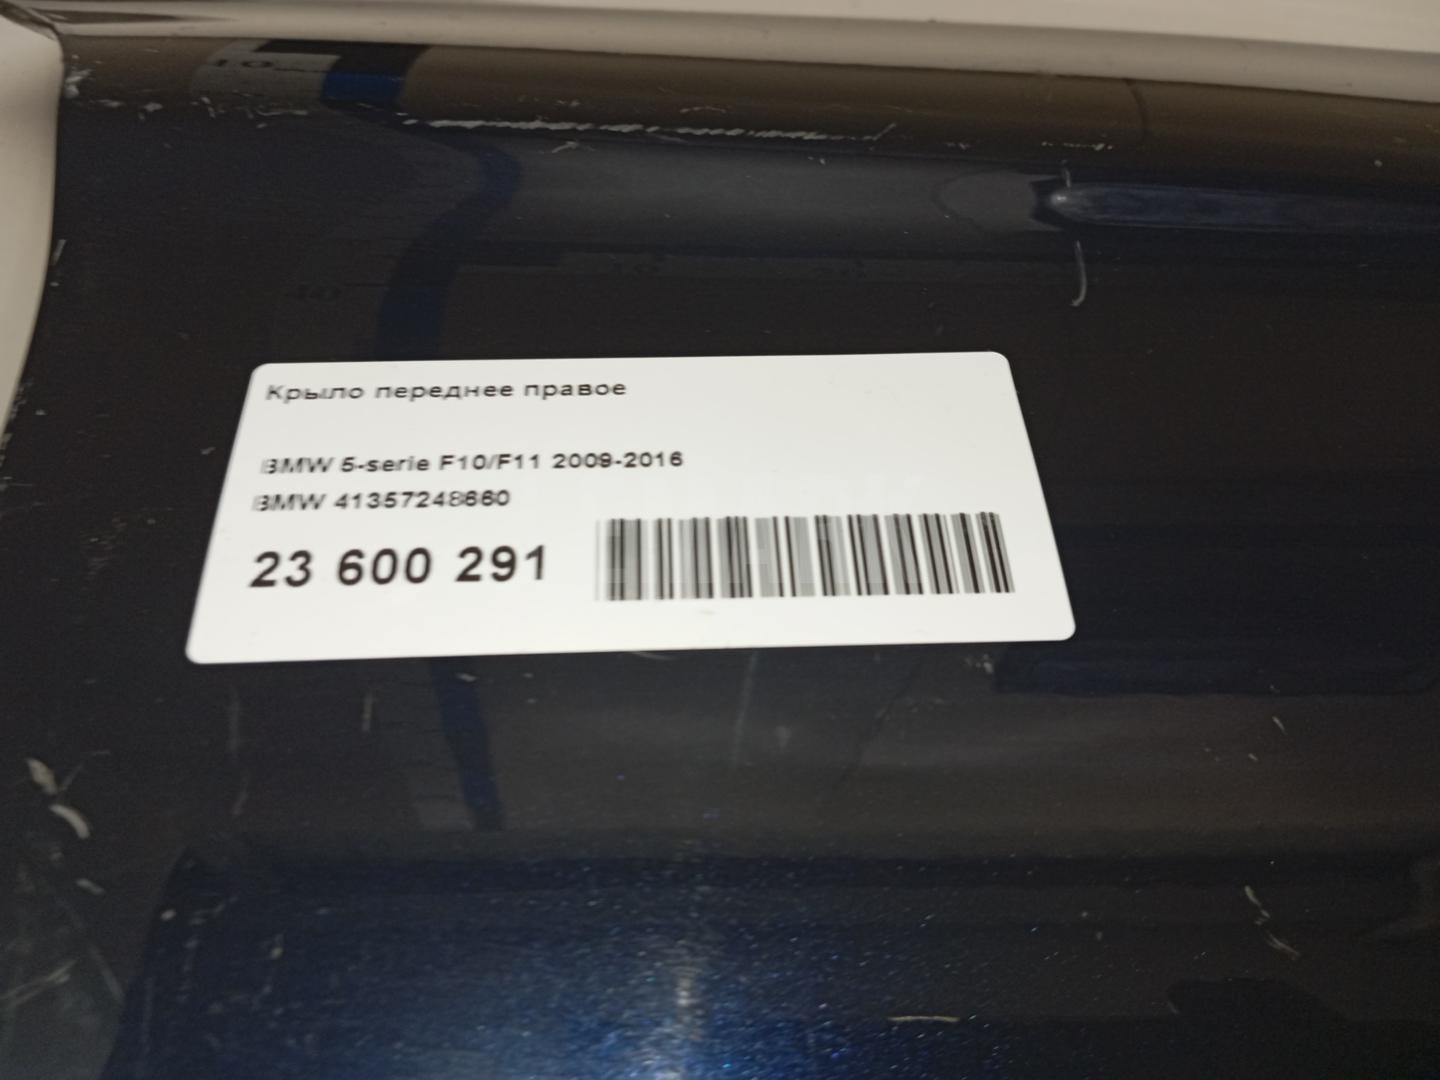 Крыло переднее правое
BMW 5-serie F10/F11 2009-2016
BMW 41357248660
23 600 291